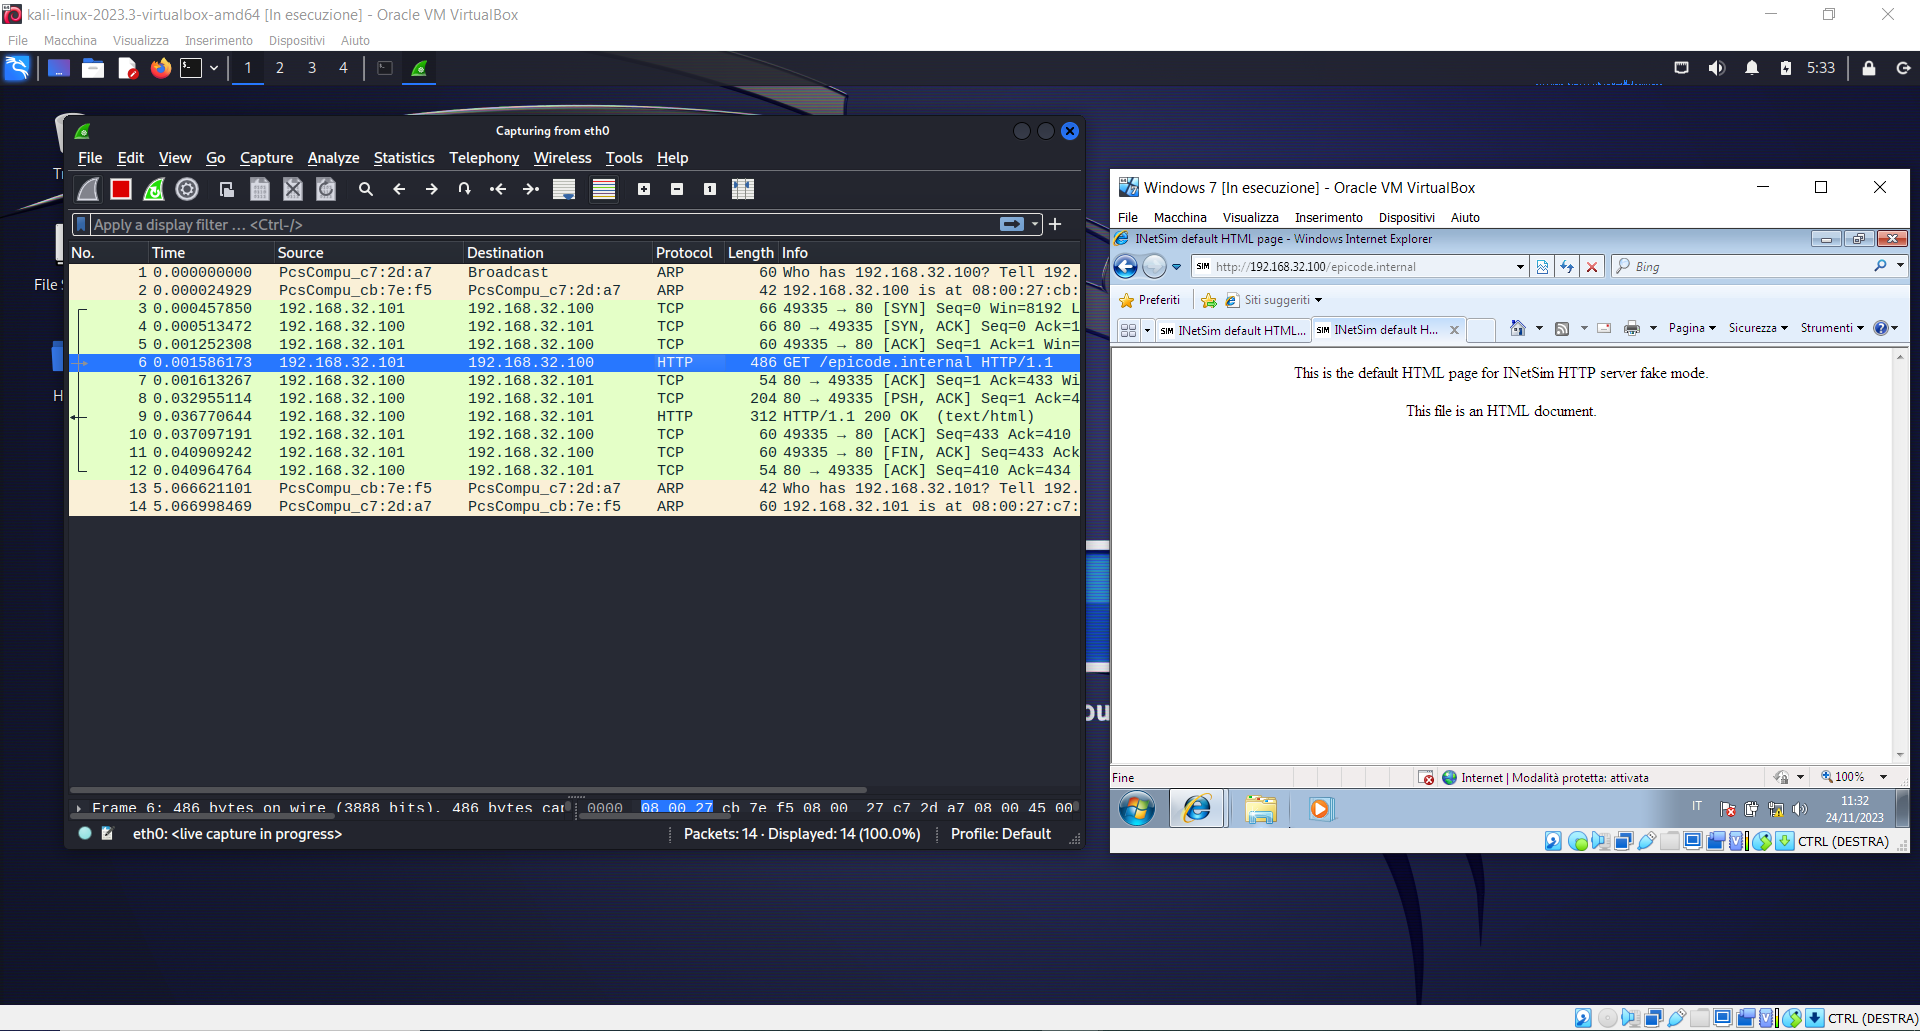 kali-linux-2023.3-virtualbox-amd64 [In esecuzione] - Oracle VM VirtualBox
File Macchina Visualizza Inserimento Dispositivi Aiuto
1 2 3 4 5:33
Capturing from eth0
File Edit View Go Capture Analyze Statistics Telephony Wireless Tools Help
Apply a display filter ... <Ctrl-/>
No. Time Source Destination Protocol Length Info
1 0.000000000 PcsCompu_c7:2d:a7 Broadcast ARP 60 Who has 192.168.32.100? Tell 192.
2 0.000024929 PcsCompu_cb:7e:f5 PcsCompu_c7:2d:a7 ARP 42 192.168.32.100 is at 08:00:27:cb:
3 0.000457850 192.168.32.101 192.168.32.100 TCP 66 49335 → 80 [SYN] Seq=0 Win=8192 L
4 0.000513472 192.168.32.100 192.168.32.101 TCP 66 80 → 49335 [SYN, ACK] Seq=0 Ack=1
5 0.001252308 192.168.32.101 192.168.32.100 TCP 60 49335 → 80 [ACK] Seq=1 Ack=1 Win=
6 0.001586173 192.168.32.101 192.168.32.100 HTTP 486 GET /epicode.internal HTTP/1.1
7 0.001613267 192.168.32.100 192.168.32.101 TCP 54 80 → 49335 [ACK] Seq=1 Ack=433 Wi
8 0.032955114 192.168.32.100 192.168.32.101 TCP 204 80 → 49335 [PSH, ACK] Seq=1 Ack=4
9 0.036770644 192.168.32.100 192.168.32.101 HTTP 312 HTTP/1.1 200 OK (text/html)
10 0.037097191 192.168.32.101 192.168.32.100 TCP 60 49335 → 80 [ACK] Seq=433 Ack=410
11 0.040909242 192.168.32.101 192.168.32.100 TCP 60 49335 → 80 [FIN, ACK] Seq=433 Ack
12 0.040964764 192.168.32.100 192.168.32.101 TCP 54 80 → 49335 [ACK] Seq=410 Ack=434
13 5.066621101 PcsCompu_cb:7e:f5 PcsCompu_c7:2d:a7 ARP 42 Who has 192.168.32.101? Tell 192.
14 5.066998469 PcsCompu_c7:2d:a7 PcsCompu_cb:7e:f5 ARP 60 192.168.32.101 is at 08:00:27:c7:
Frame 6: 486 bytes on wire (3888 bits), 486 bytes cap
0000 08 00 27 cb 7e f5 08 00 27 c7 2d a7 08 00 45 00
eth0: <live capture in progress> Packets: 14 · Displayed: 14 (100.0%) Profile: Default
Tr
File S
H
ou
Windows 7 [In esecuzione] - Oracle VM VirtualBox
File Macchina Visualizza Inserimento Dispositivi Aiuto
INetSim default HTML page - Windows Internet Explorer
SIM http://192.168.32.100/epicode.internal Bing
Preferiti Siti suggeriti
SIM INetSim default HTML... SIM INetSim default H... Pagina Sicurezza Strumenti
This is the default HTML page for INetSim HTTP server fake mode.
This file is an HTML document.
Fine Internet | Modalità protetta: attivata 100%
IT 11:32
24/11/2023
CTRL (DESTRA)
CTRL (DESTRA)